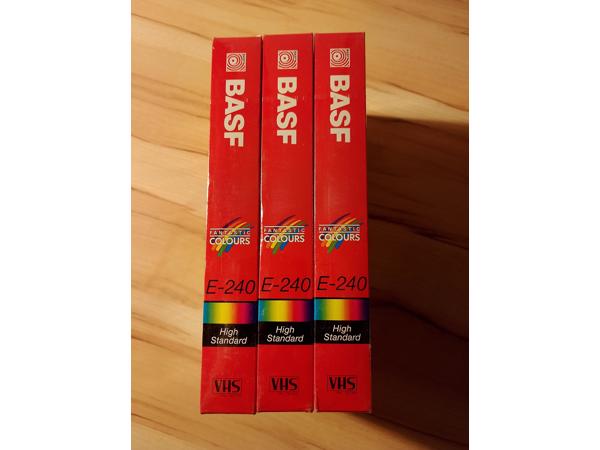 BASF
FANTASTIC
COLOURS
E-240
High
Standard
VHS
BASF
FANTASTIC
COLOURS
E-240
High
Standard
VHS
BASF
FANTASTIC
COLOURS
E-240
High
Standard
VHS